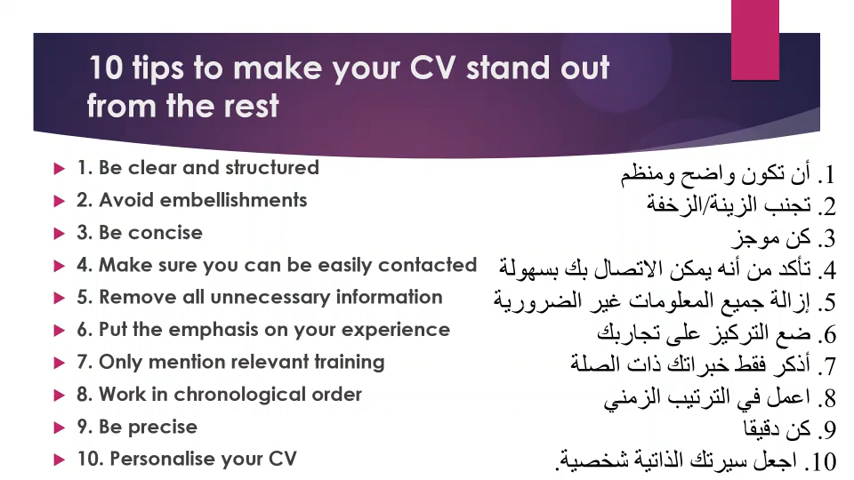 10 tips to make your CV stand out
from the rest
1. Be clear and structured
2. Avoid embellishments
3. Be concise
4. Make sure you can be easily contacted
5. Remove all unnecessary information
6. Put the emphasis on your experience
7. Only mention relevant training
8. Work in chronological order
9. Be precise
10. Personalise your CV
1. أن تكون واضح ومنظم
2. تجنب الزينة/الزخفة
3. كن موجز
4. تأكد من أنه يمكن الاتصال بك بسهولة
5. إزالة جميع المعلومات غير الضرورية
6. ضع التركيز على تجاربك
7. أذكر فقط خبراتك ذات الصلة
8. اعمل في الترتيب الزمني
9. كن دقيقا
10. اجعل سيرتك الذاتية شخصية.